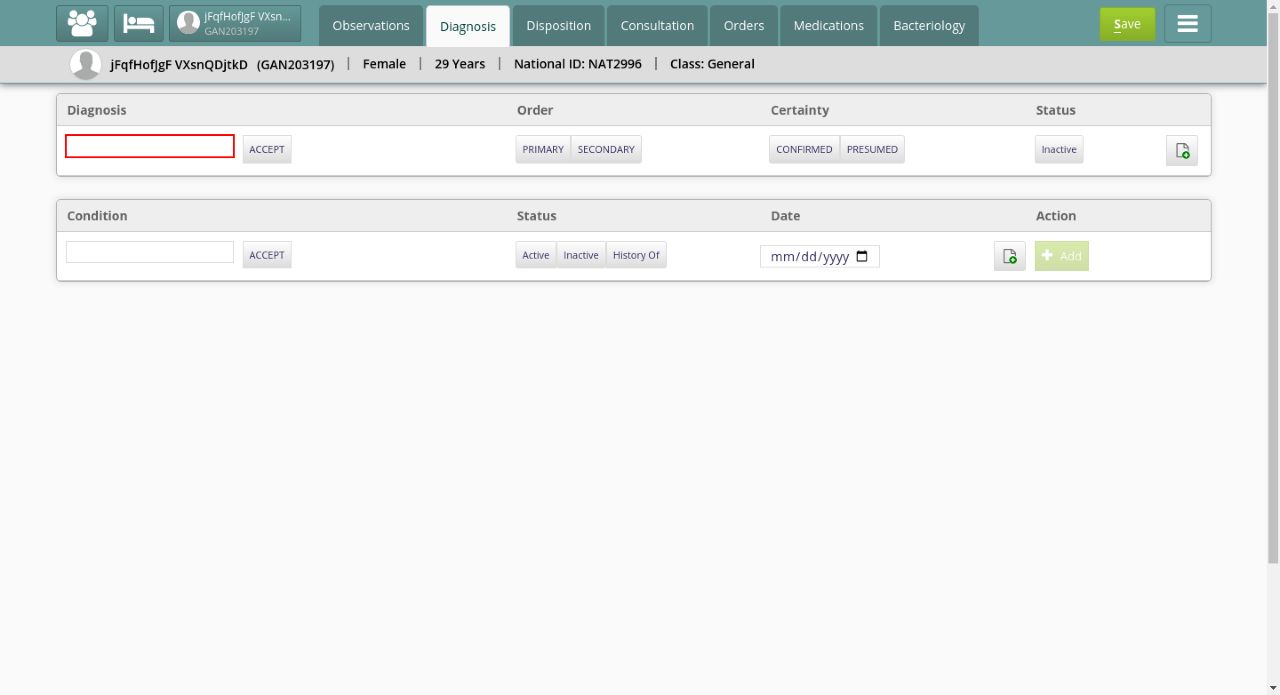 jFqfHofJgF VXsn...
GAN203197
Observations
Diagnosis
Disposition
Consultation
Orders
Medications
Bacteriology
Save
jFqfHofJgF VXsnQDjtkD (GAN203197) | Female | 29 Years | National ID: NAT2996 | Class: General
Diagnosis Order Certainty Status
ACCEPT PRIMARY SECONDARY CONFIRMED PRESUMED Inactive
Condition Status Date Action
ACCEPT Active Inactive History Of mm/dd/yyyy Add